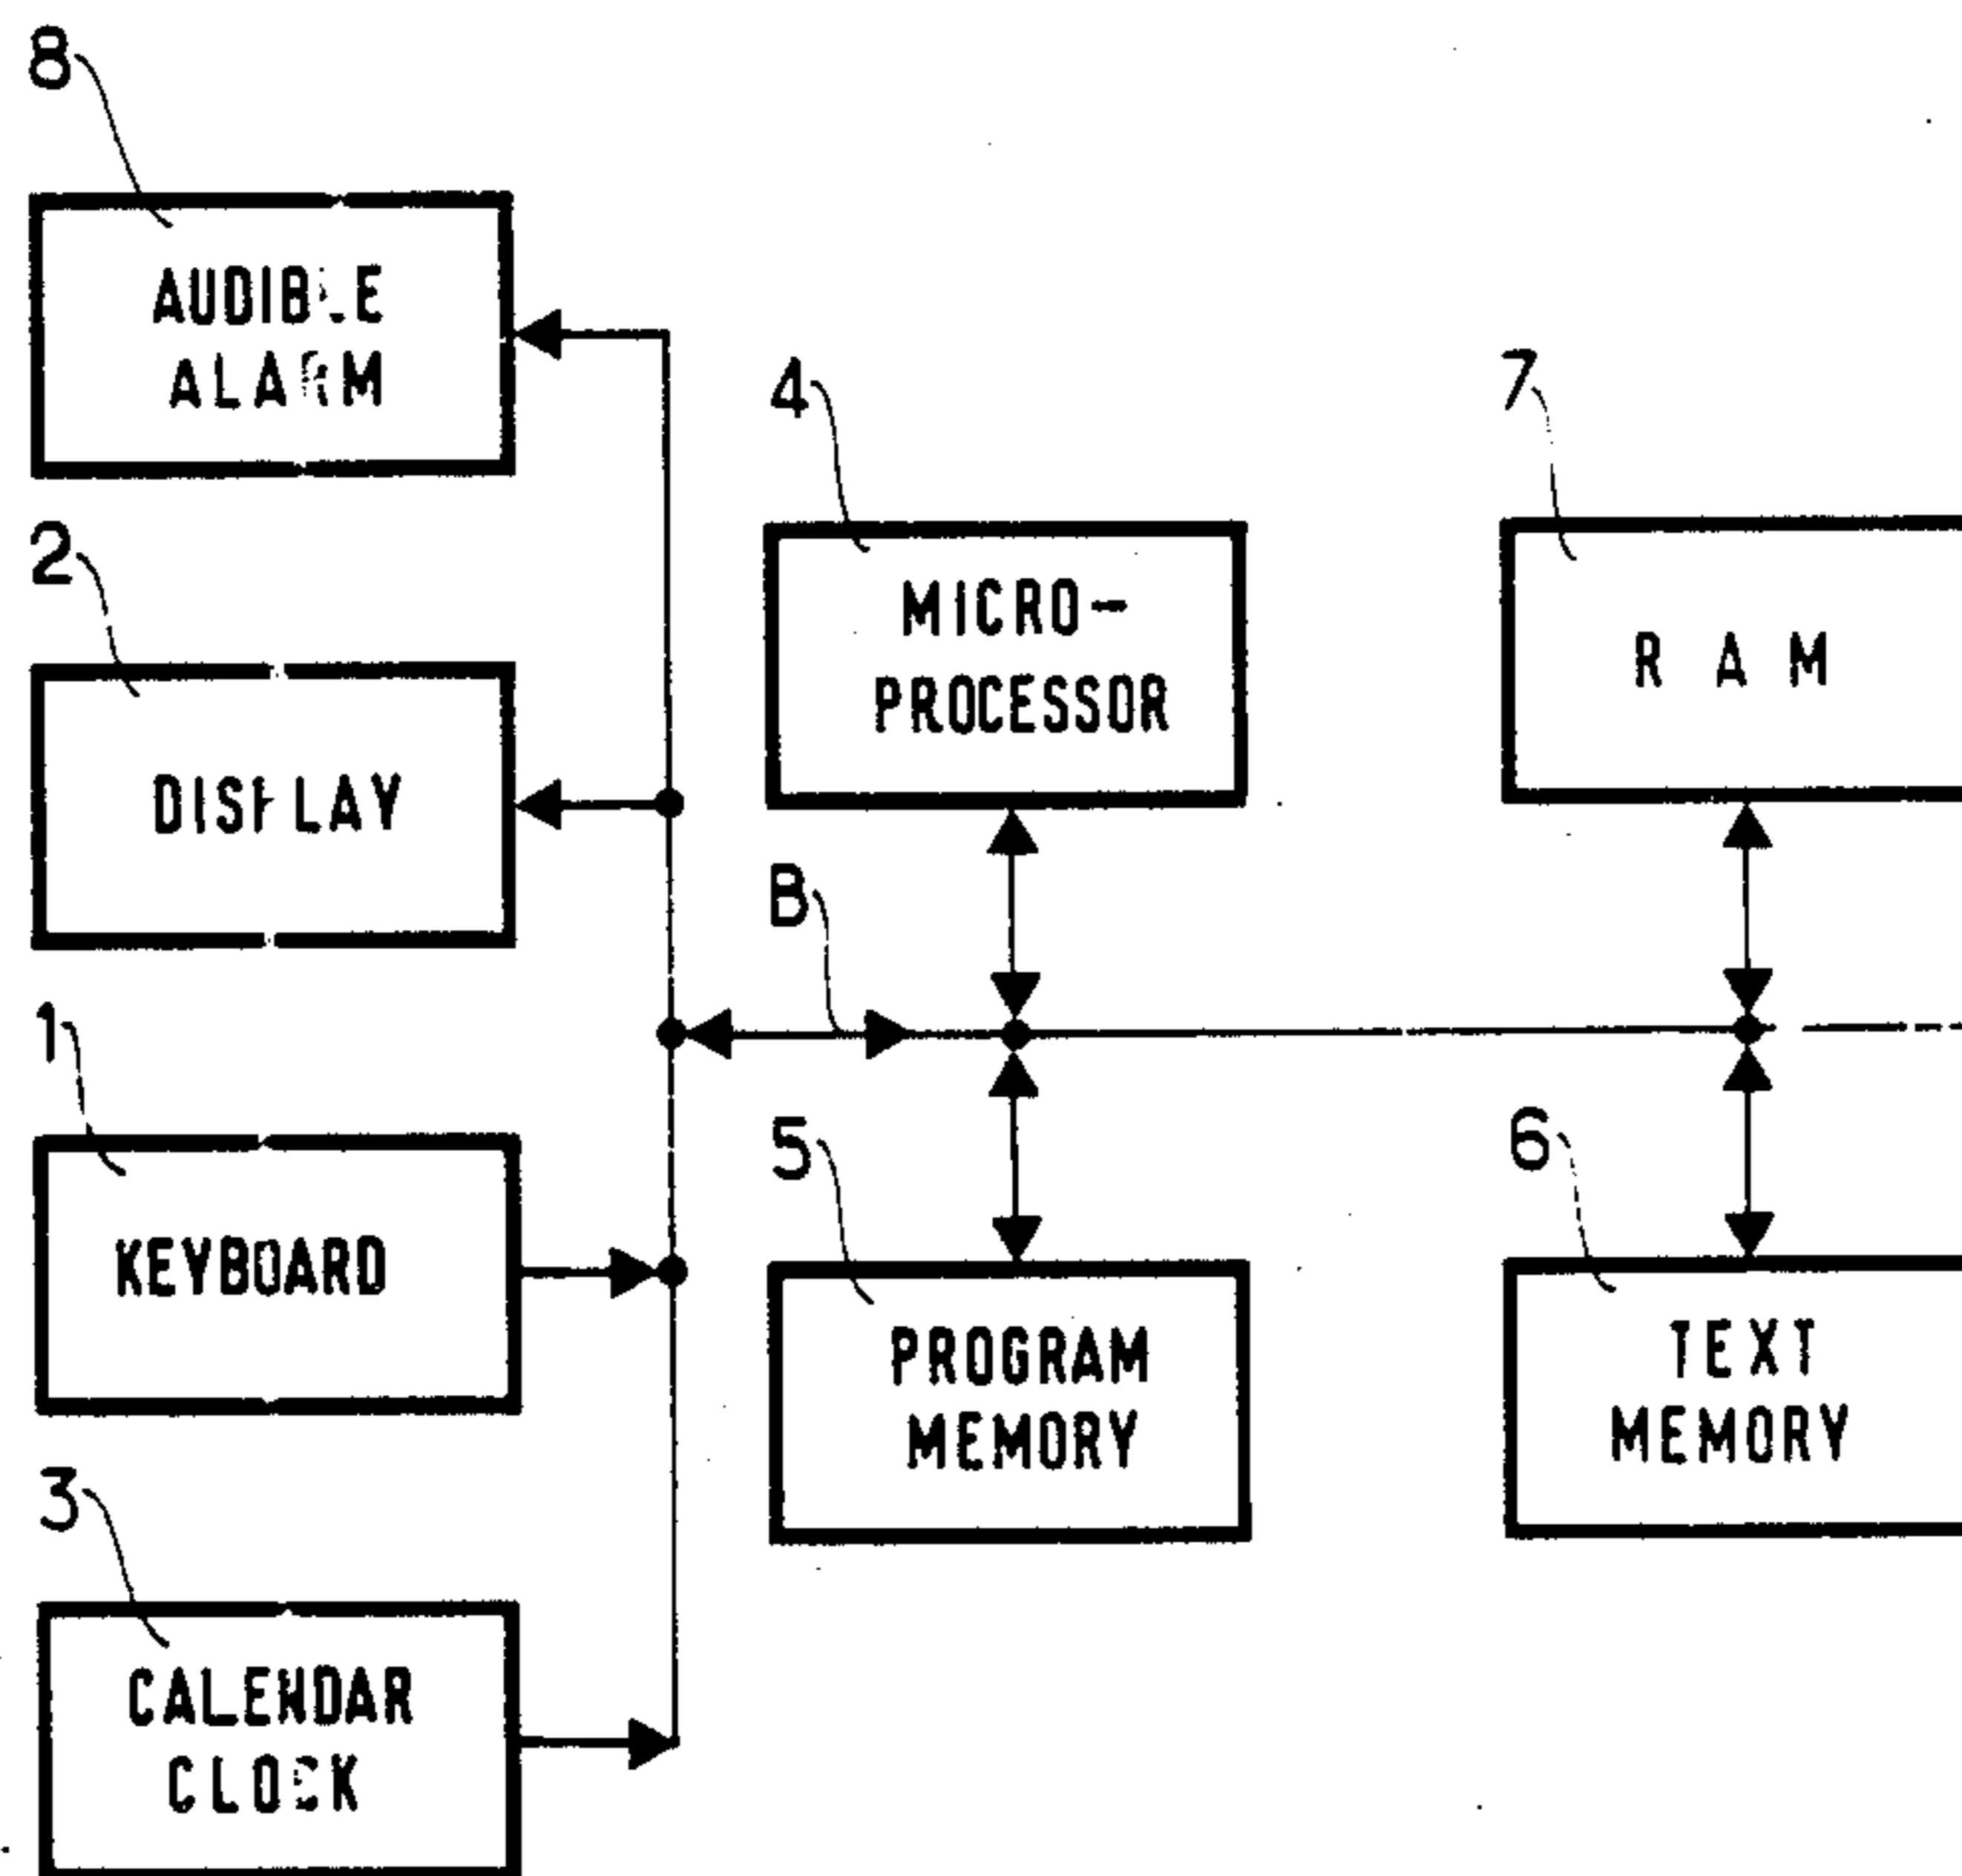 8
AUDIBLE
ALARM
2
DISPLAY
1
KEYBOARD
3
CALENDAR
CLOCK
4
MICRO-
PROCESSOR
B
5
PROGRAM
MEMORY
7
R A M
6
TEXT
MEMORY